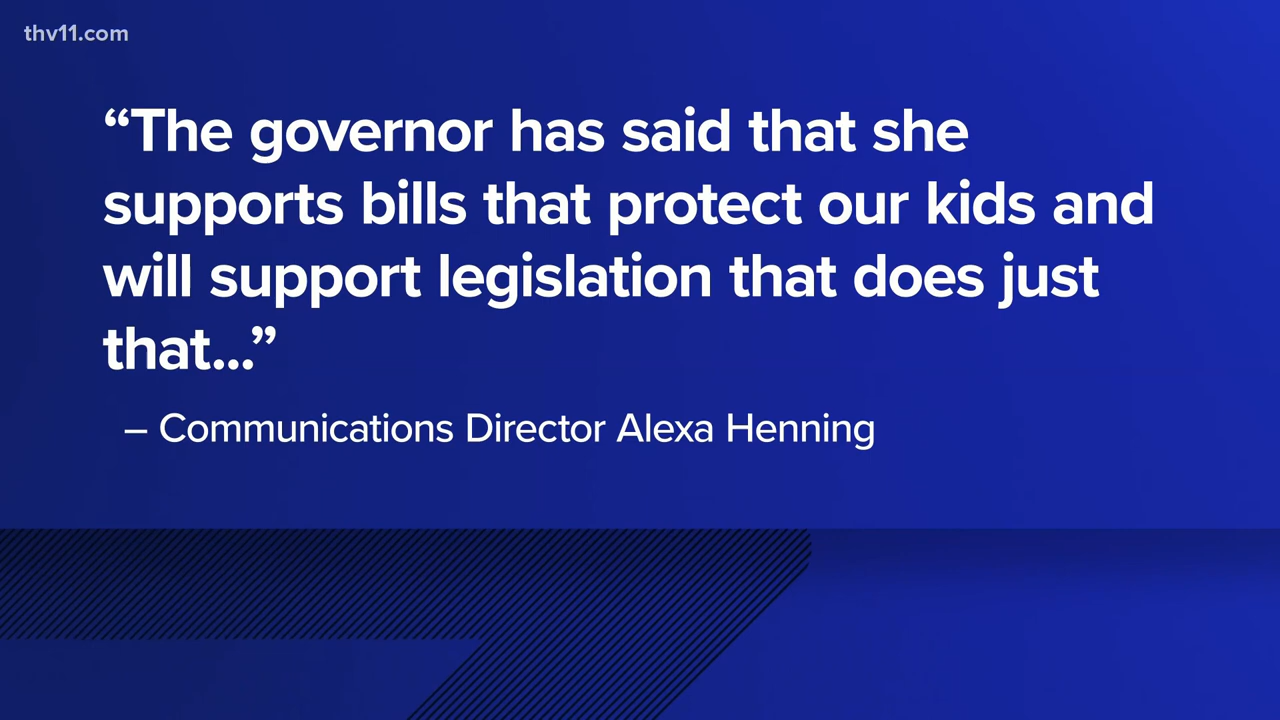 thv11.com
“The governor has said that she
supports bills that protect our kids and
will support legislation that does just
that...”
– Communications Director Alexa Henning